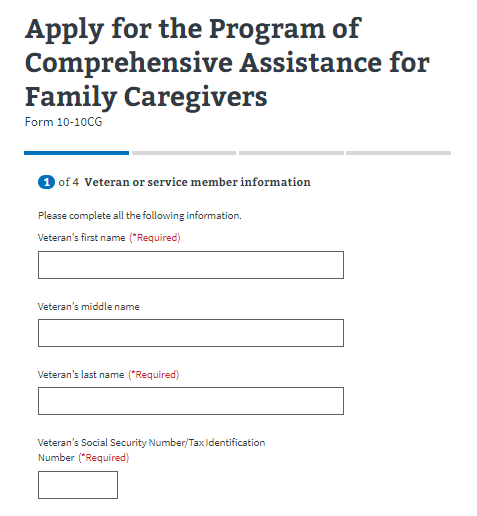 Apply for the Program of
Comprehensive Assistance for
Family Caregivers
Form 10-10CG
1 of 4 Veteran or service member information
Please complete all the following information.
Veteran's first name (*Required)
Veteran's middle name
Veteran's last name (*Required)
Veteran's Social Security Number/Tax Identification
Number (*Required)